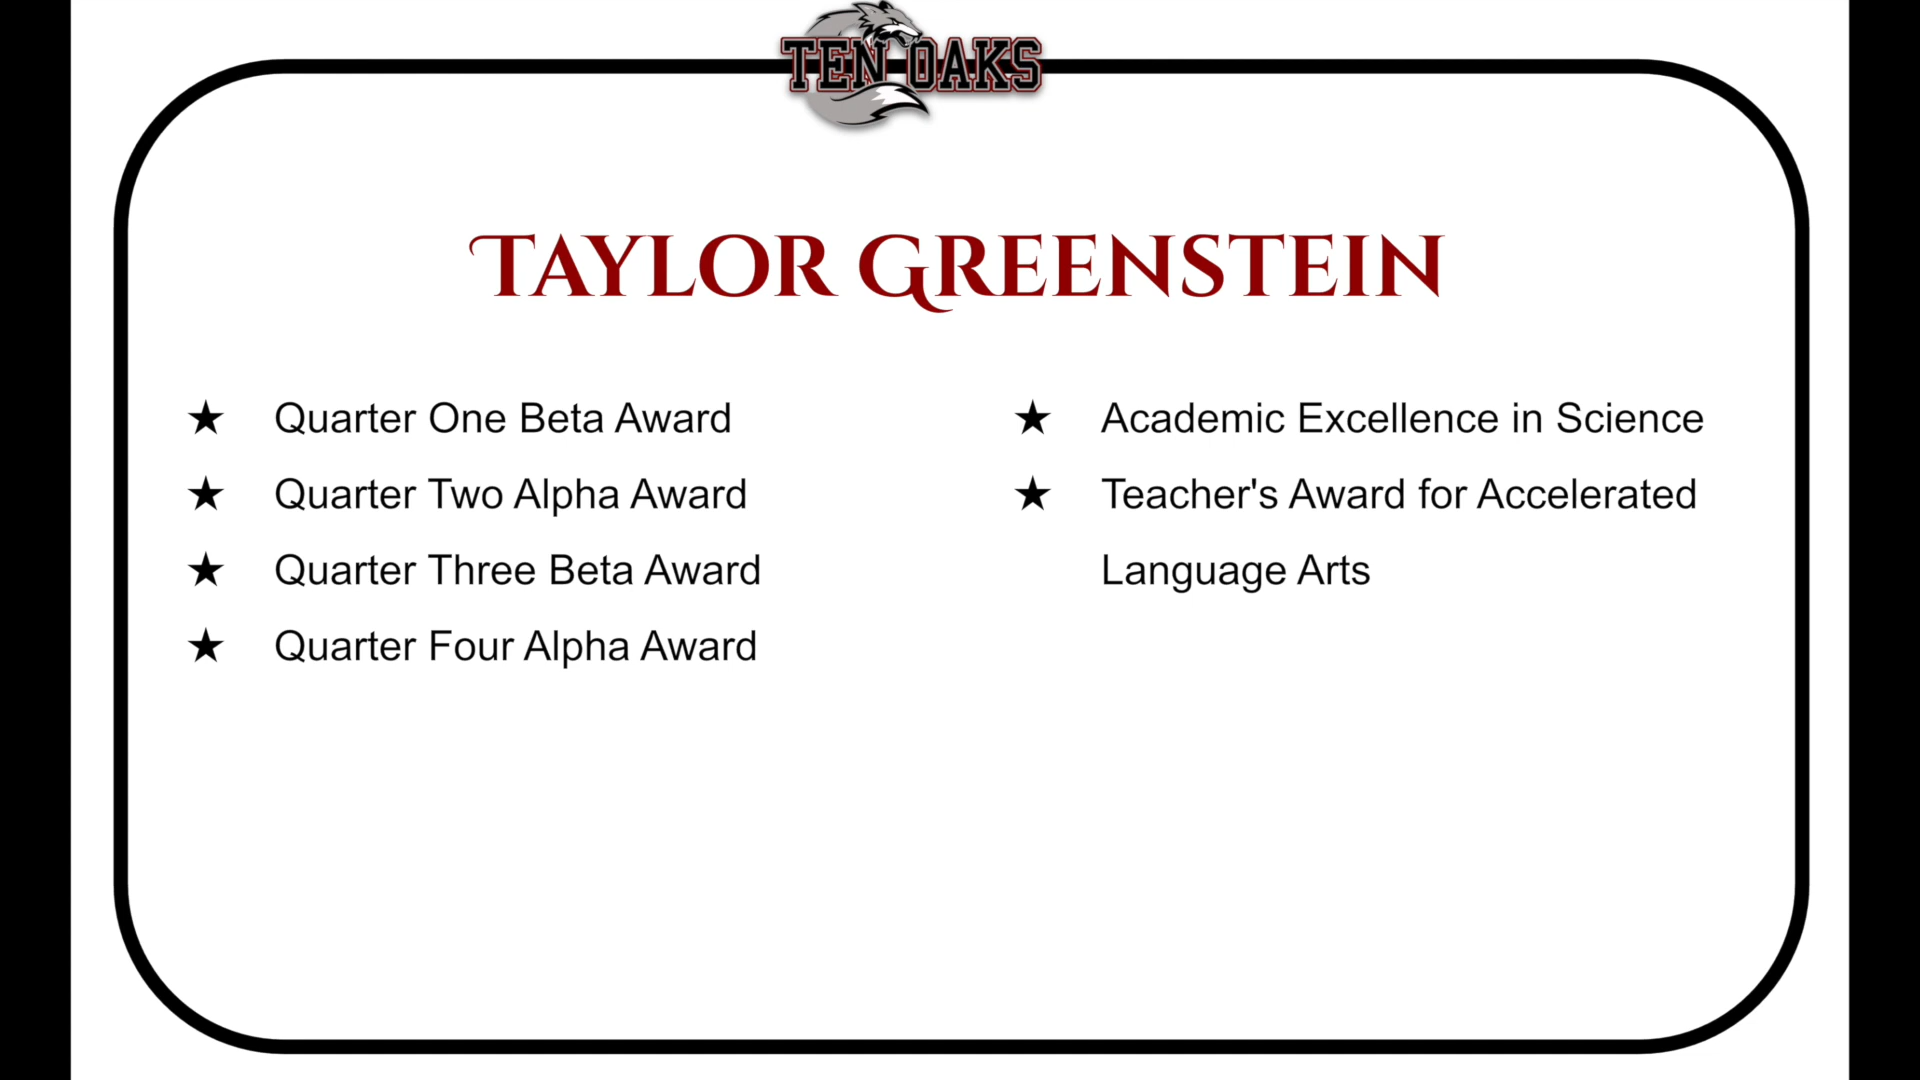 TEN OAKS
TAYLOR GREENSTEIN
★ Quarter One Beta Award
★ Quarter Two Alpha Award
★ Quarter Three Beta Award
★ Quarter Four Alpha Award
★ Academic Excellence in Science
★ Teacher's Award for Accelerated
Language Arts